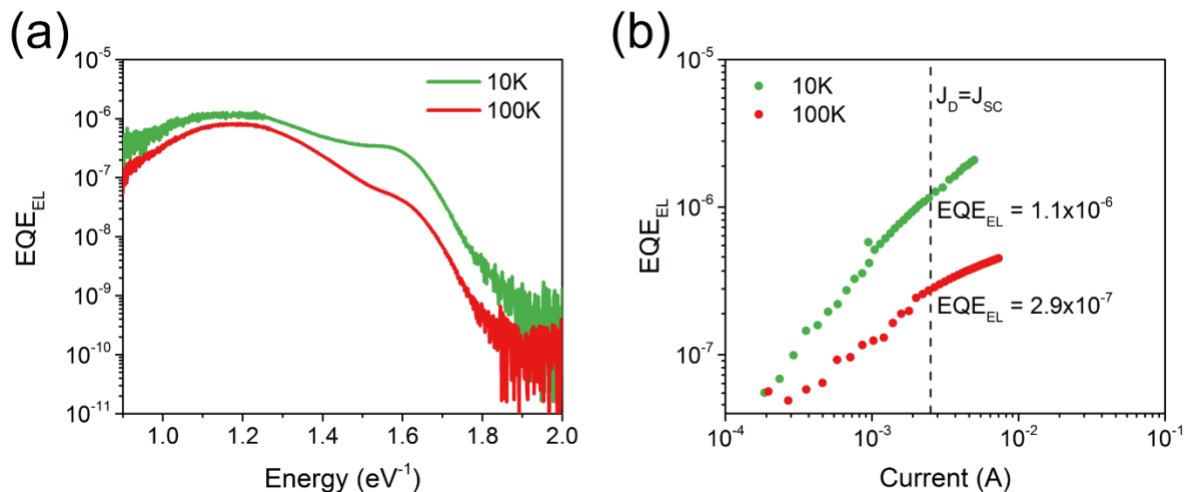 (a)
10⁻⁵
10⁻⁶
10⁻⁷
10⁻⁸
10⁻⁹
10⁻¹⁰
10⁻¹¹
EQE_EL
10K
100K
1.0 1.2 1.4 1.6 1.8 2.0
Energy (eV⁻¹)
(b)
10⁻⁵
10⁻⁶
10⁻⁷
EQE_EL
10K
100K
J_D=J_SC
EQE_EL = 1.1x10⁻⁶
EQE_EL = 2.9x10⁻⁷
10⁻⁴ 10⁻³ 10⁻² 10⁻¹
Current (A)